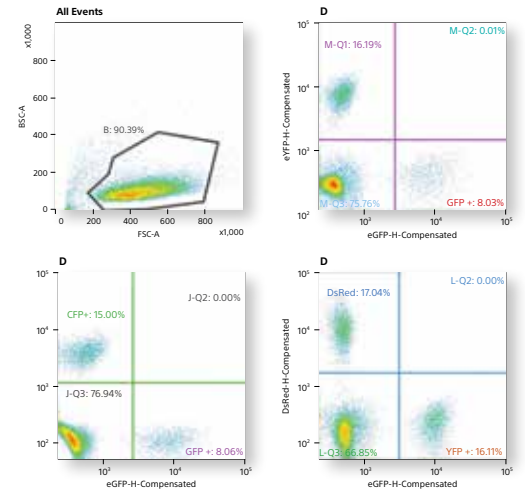 All Events
x1,000
BSC-A
800
600
400
200
0
B: 90.39%
0 200 400 600 800
FSC-A
x1,000
D
eYFP-H-Compensated
10⁵
10⁴
10³
10²
M-Q1: 16.19%
M-Q2: 0.01%
M-Q3: 75.76%
GFP +: 8.03%
10³ 10⁴ 10⁵
eGFP-H-Compensated
D
10⁵
10⁴
10³
10²
CFP+: 15.00%
J-Q2: 0.00%
J-Q3: 76.94%
GFP +: 8.06%
10³ 10⁴ 10⁵
eGFP-H-Compensated
D
DsRed-H-Compensated
10⁵
10⁴
10³
10²
DsRed: 17.04%
L-Q2: 0.00%
L-Q3: 66.85%
YFP +: 16.11%
10³ 10⁴ 10⁵
eGFP-H-Compensated